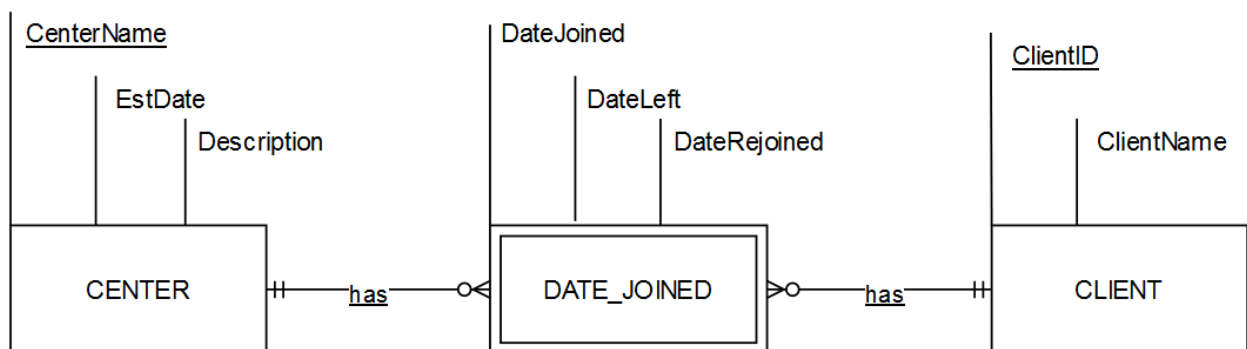 CenterName
EstDate
Description
CENTER
has
DateJoined
DateLeft
DateRejoined
DATE_JOINED
has
ClientID
ClientName
CLIENT